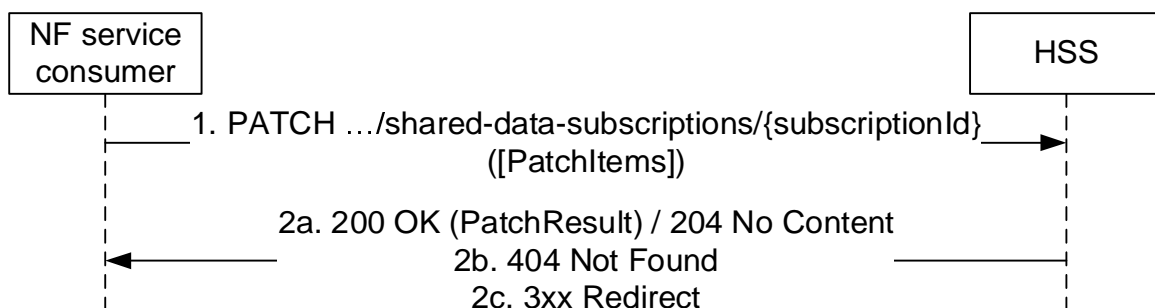 NF service
consumer
HSS
1. PATCH …/shared-data-subscriptions/{subscriptionId}
([PatchItems])
2a. 200 OK (PatchResult) / 204 No Content
2b. 404 Not Found
2c. 3xx Redirect